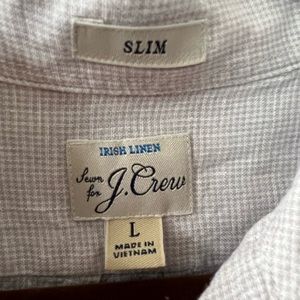 SLIM
IRISH LINEN
Sewn for J.Crew
L
MADE IN
VIETNAM